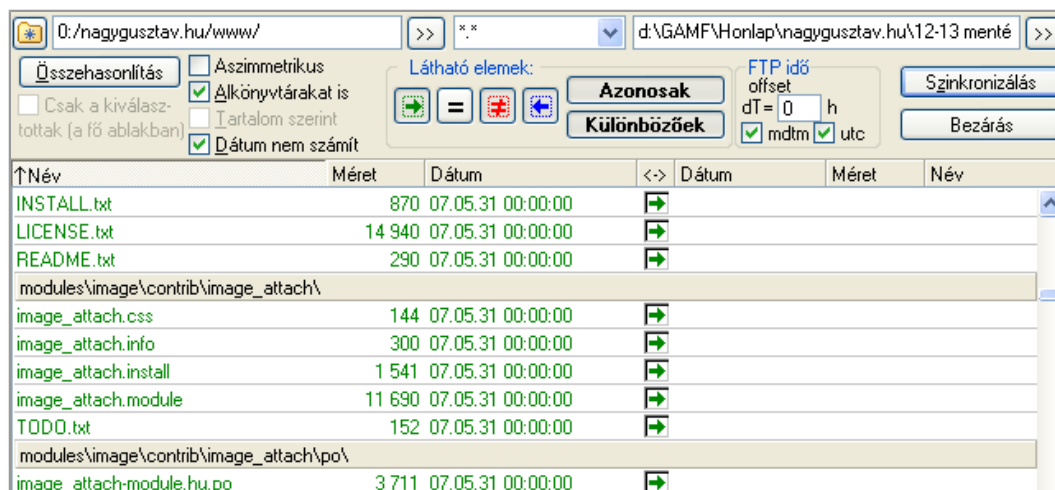 0:/nagygusztav.hu/www/ >> *.* d:\GAMF\Honlap\nagygusztav.hu\12-13 menté >>
Összehasonlítás Aszimmetrikus Látható elemek: FTP idő
Alkönyvtárakat is Azonosak offset Szinkronizálás
Csak a kiválasz- Tartalom szerint = Különbözőek dT= 0 h
tottak (a fő ablakban) Dátum nem számít mdtm utc Bezárás
↑Név Méret Dátum <-> Dátum Méret Név
INSTALL.txt 870 07.05.31 00:00:00
LICENSE.txt 14 940 07.05.31 00:00:00
README.txt 290 07.05.31 00:00:00
modules\image\contrib\image_attach\
image_attach.css 144 07.05.31 00:00:00
image_attach.info 300 07.05.31 00:00:00
image_attach.install 1 541 07.05.31 00:00:00
image_attach.module 11 690 07.05.31 00:00:00
TODO.txt 152 07.05.31 00:00:00
modules\image\contrib\image_attach\po\
image_attach-module.hu.po 3 711 07.05.31 00:00:00